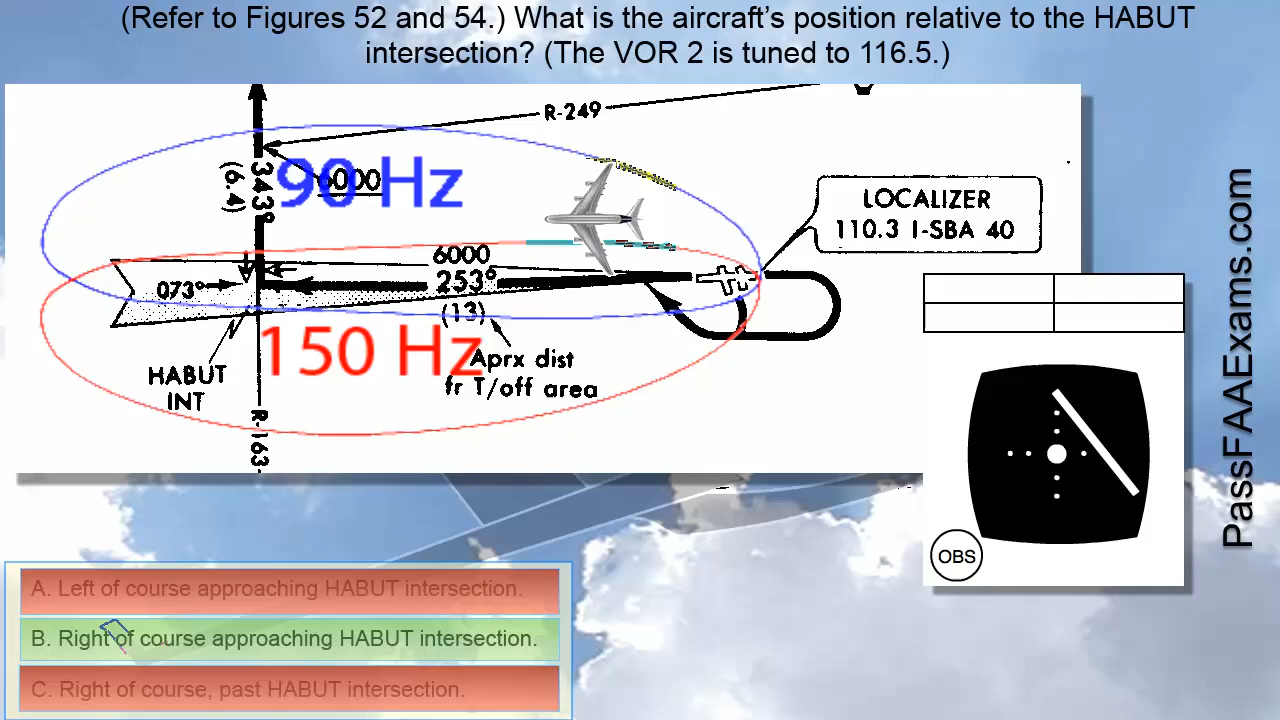 (Refer to Figures 52 and 54.) What is the aircraft's position relative to the HABUT
intersection? (The VOR 2 is tuned to 116.5.)
R-249
343°
(6.4)
6000
90 Hz
LOCALIZER
110.3 I-SBA 40
6000
253°
073°
(13)
150 Hz
Aprx dist
fr T/off area
HABUT
INT
R-163
OBS
PassFAAExams.com
A. Left of course approaching HABUT intersection.
B. Right of course approaching HABUT intersection.
C. Right of course, past HABUT intersection.